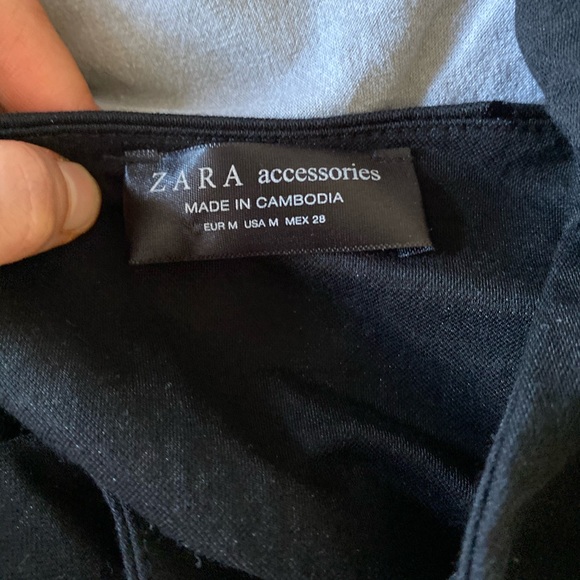 ZARA accessories
MADE IN CAMBODIA
EUR M USA M MEX 28